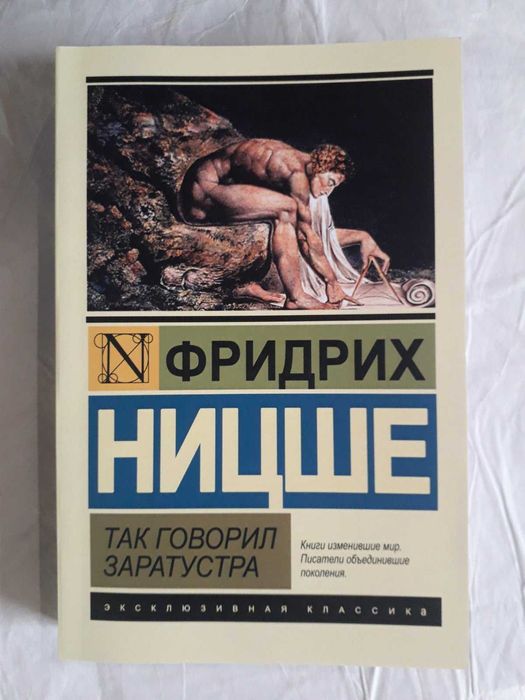 N ФРИДРИХ
НИЦШЕ
ТАК ГОВОРИЛ
ЗАРАТУСТРА
Книги изменившие мир.
Писатели объединившие
поколения.
ЭКСКЛЮЗИВНАЯ КЛАССИКА